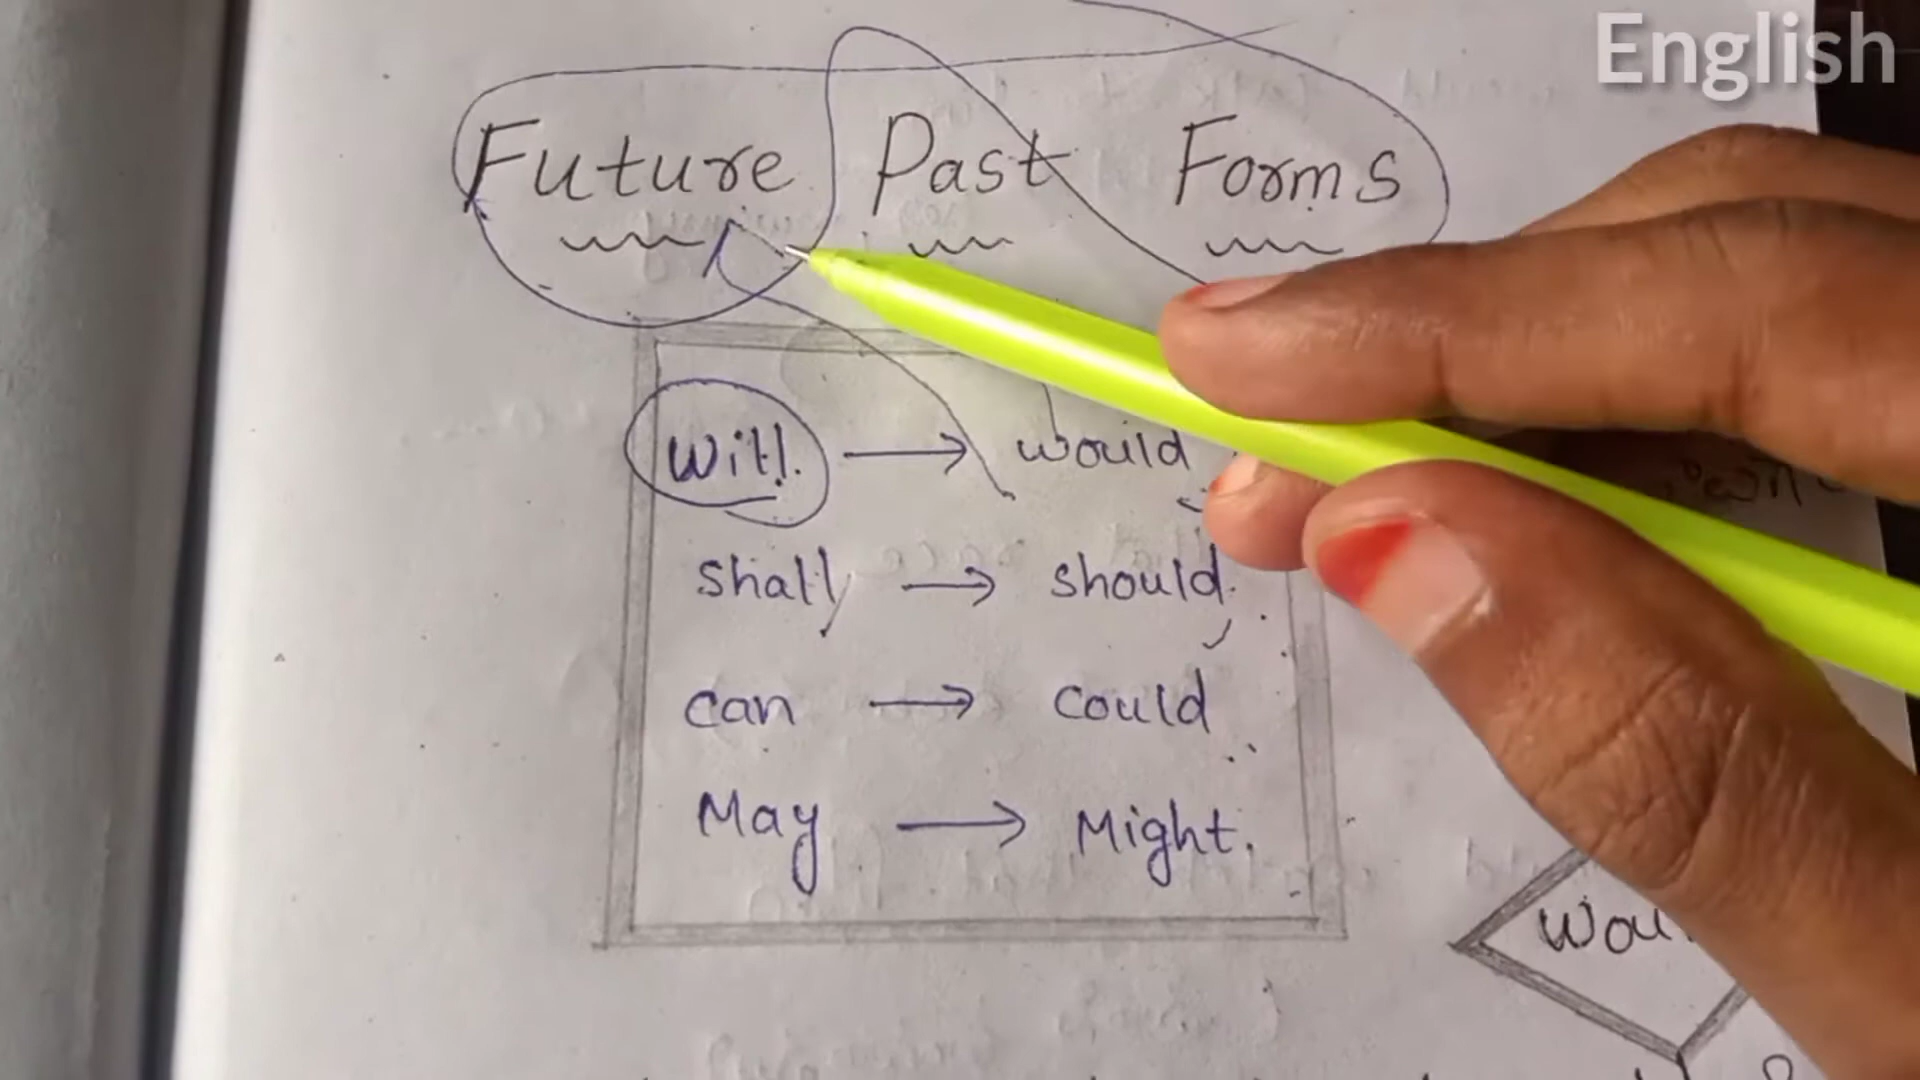 English
Future Past Forms
Will. → would
shall → should.
can → could
May → Might.